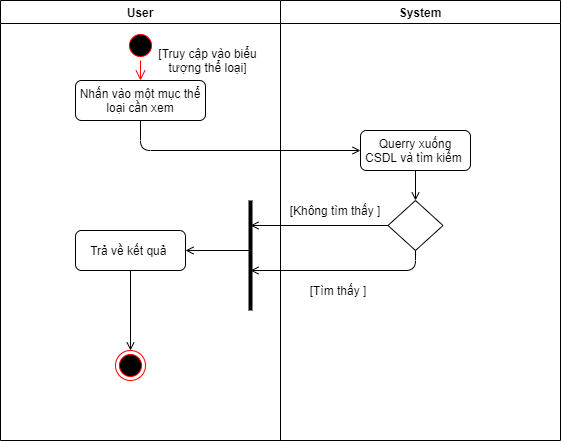 User
System
[Truy cập vào biểu
tượng thể loại]
Nhấn vào một mục thể
loại cần xem
Querry xuống
CSDL và tìm kiếm
[Không tìm thấy ]
Trả về kết quả
[Tìm thấy ]